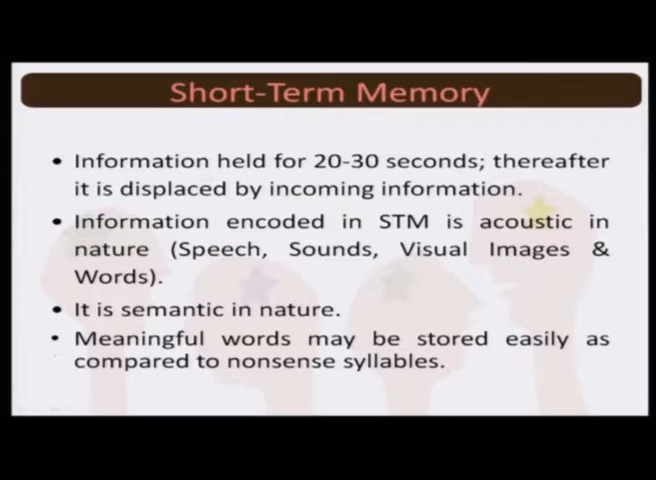 Short-Term Memory
• Information held for 20-30 seconds; thereafter
it is displaced by incoming information.
• Information encoded in STM is acoustic in
nature (Speech, Sounds, Visual Images &
Words).
• It is semantic in nature.
• Meaningful words may be stored easily as
compared to nonsense syllables.